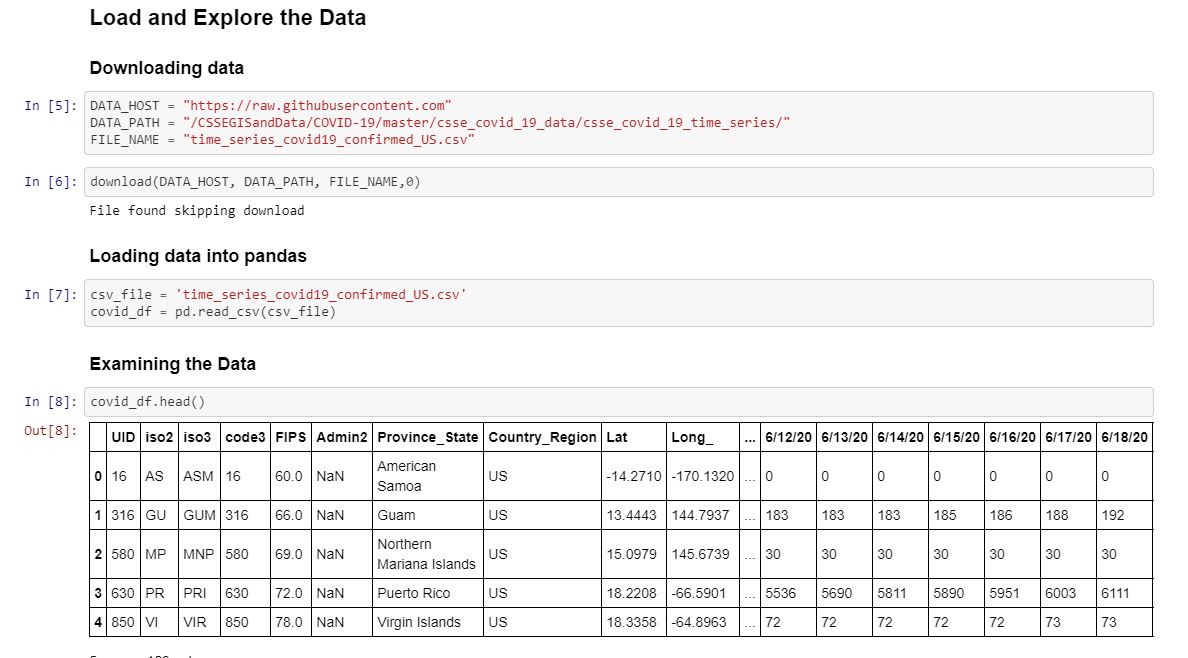 Load and Explore the Data
Downloading data
In [5]: DATA_HOST = "https://raw.githubusercontent.com"
DATA_PATH = "/CSSEGISandData/COVID-19/master/csse_covid_19_data/csse_covid_19_time_series/"
FILE_NAME = "time_series_covid19_confirmed_US.csv"
In [6]: download(DATA_HOST, DATA_PATH, FILE_NAME,0)
File found skipping download
Loading data into pandas
In [7]: csv_file = 'time_series_covid19_confirmed_US.csv'
covid_df = pd.read_csv(csv_file)
Examining the Data
In [8]: covid_df.head()
Out[8]:
UID iso2 iso3 code3 FIPS Admin2 Province_State Country_Region Lat Long_ ... 6/12/20 6/13/20 6/14/20 6/15/20 6/16/20 6/17/20 6/18/20
0 16 AS ASM 16 60.0 NaN American Samoa US -14.2710 -170.1320 ... 0 0 0 0 0 0 0
1 316 GU GUM 316 66.0 NaN Guam US 13.4443 144.7937 ... 183 183 183 185 186 188 192
2 580 MP MNP 580 69.0 NaN Northern Mariana Islands US 15.0979 145.6739 ... 30 30 30 30 30 30 30
3 630 PR PRI 630 72.0 NaN Puerto Rico US 18.2208 -66.5901 ... 5536 5690 5811 5890 5951 6003 6111
4 850 VI VIR 850 78.0 NaN Virgin Islands US 18.3358 -64.8963 ... 72 72 72 72 72 73 73